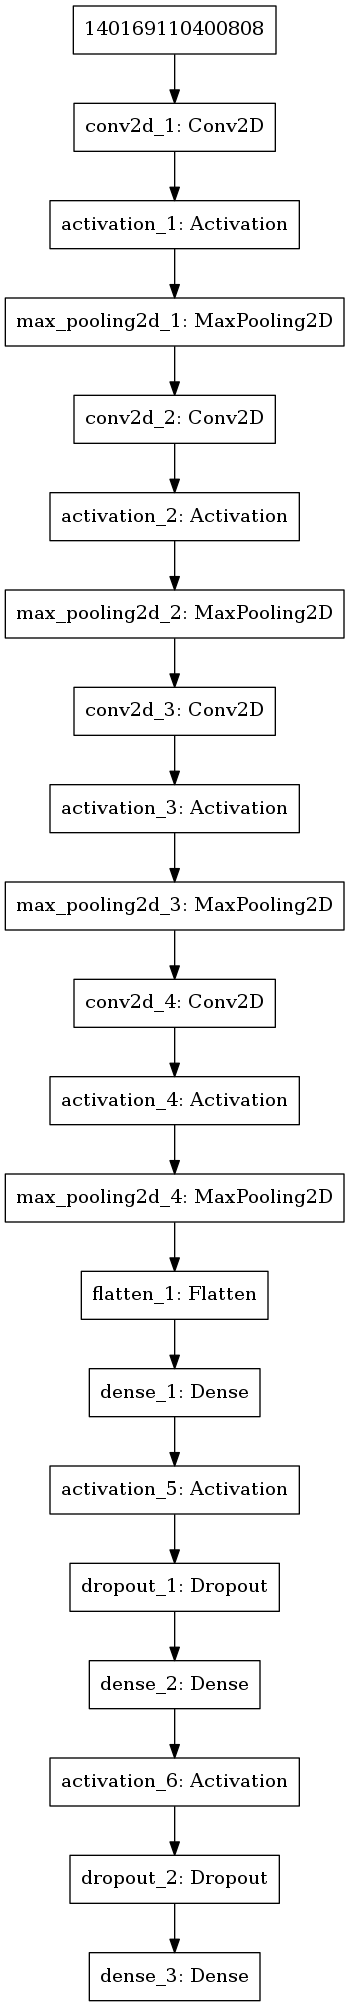 140169110400808
conv2d_1: Conv2D
activation_1: Activation
max_pooling2d_1: MaxPooling2D
conv2d_2: Conv2D
activation_2: Activation
max_pooling2d_2: MaxPooling2D
conv2d_3: Conv2D
activation_3: Activation
max_pooling2d_3: MaxPooling2D
conv2d_4: Conv2D
activation_4: Activation
max_pooling2d_4: MaxPooling2D
flatten_1: Flatten
dense_1: Dense
activation_5: Activation
dropout_1: Dropout
dense_2: Dense
activation_6: Activation
dropout_2: Dropout
dense_3: Dense